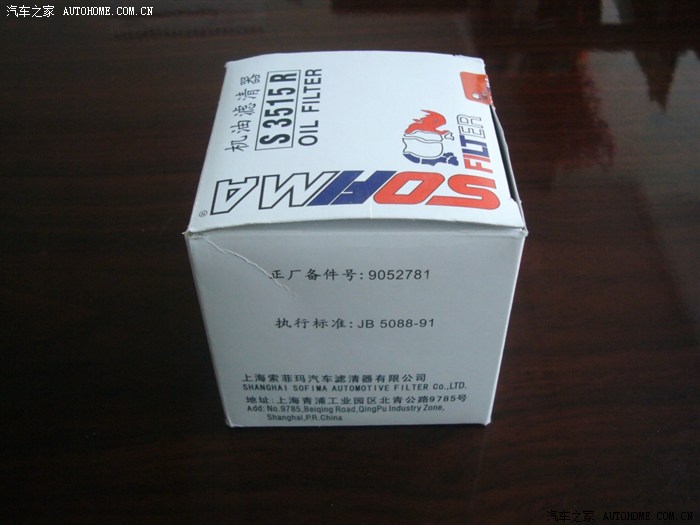 汽车之家 AUTOHOME.COM.CN
机油滤清器
S 3515 R
OIL FILTER
SOFIMA
FILTER
®
正厂备件号: 9052781
执行标准: JB 5088-91
上海索菲玛汽车滤清器有限公司
SHANGHAI SOFIMA AUTOMOTIVE FILTER Co., LTD.
地址: 上海青浦工业园区北青公路9785号
Add: No.9785,Beiqing Road,QingPu Industry Zone,
Shanghai,P.R.China
汽车之家 AUTOHOME.COM.CN